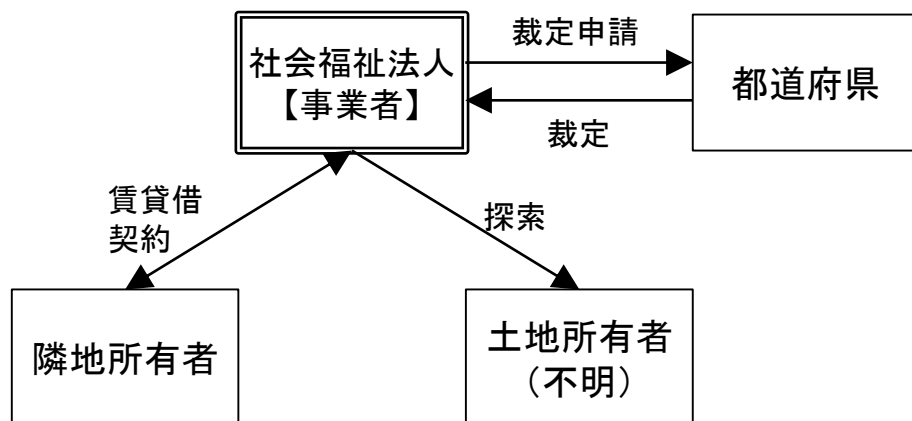 社会福祉法人
【事業者】
裁定申請
裁定
都道府県
賃貸借
契約
探索
隣地所有者
土地所有者
（不明）